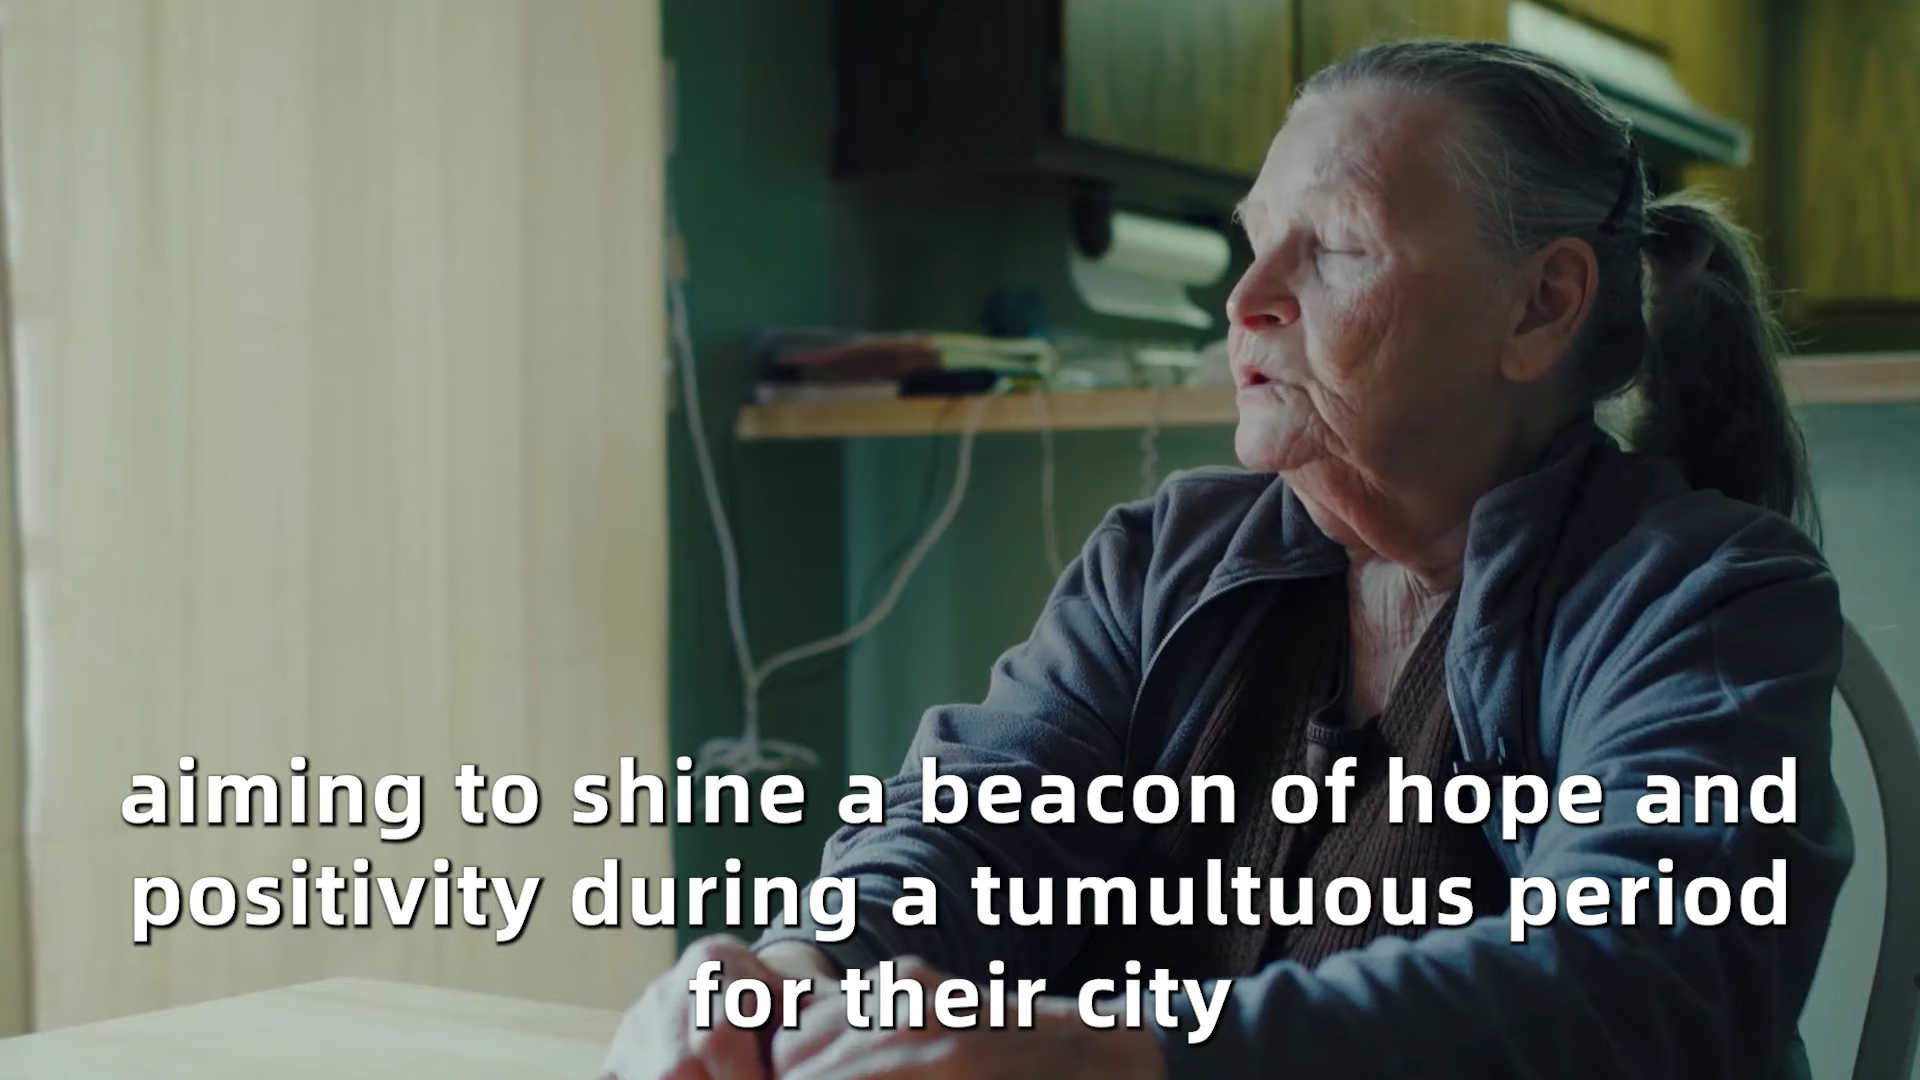 aiming to shine a beacon of hope and
positivity during a tumultuous period
for their city